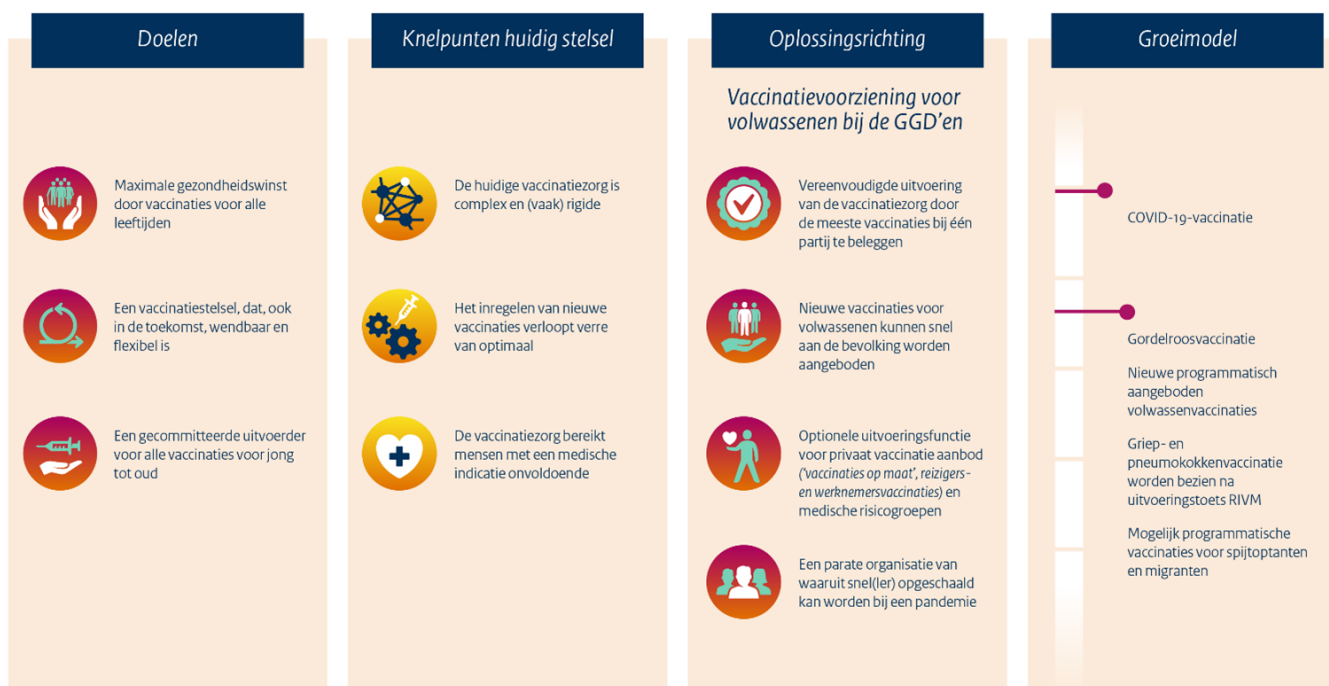 Doelen
Maximale gezondheidswinst
door vaccinaties voor alle
leeftijden
Een vaccinatiestelsel, dat, ook
in de toekomst, wendbaar en
flexibel is
Een gecommitteerde uitvoerder
voor alle vaccinaties voor jong
tot oud
Knelpunten huidig stelsel
De huidige vaccinatiezorg is
complex en (vaak) rigide
Het inregelen van nieuwe
vaccinaties verloopt verre
van optimaal
De vaccinatiezorg bereikt
mensen met een medische
indicatie onvoldoende
Oplossingsrichting
Vaccinatievoorziening voor
volwassenen bij de GGD’en
Vereenvoudigde uitvoering
van de vaccinatiezorg door
de meeste vaccinaties bij één
partij te beleggen
Nieuwe vaccinaties voor
volwassenen kunnen snel
aan de bevolking worden
aangeboden
Optionele uitvoeringsfunctie
voor privaat vaccinatie aanbod
(‘vaccinaties op maat’, reizigers-
en werknemersvaccinaties) en
medische risicogroepen
Een parate organisatie van
waaruit snel(ler) opgeschaald
kan worden bij een pandemie
Groeimodel
COVID-19-vaccinatie
Gordelroosvaccinatie
Nieuwe programmatisch
aangeboden
volwassenvaccinaties
Griep- en
pneumokokkenvaccinatie
worden bezien na
uitvoeringstoets RIVM
Mogelijk programmatische
vaccinaties voor spijtoptanten
en migranten